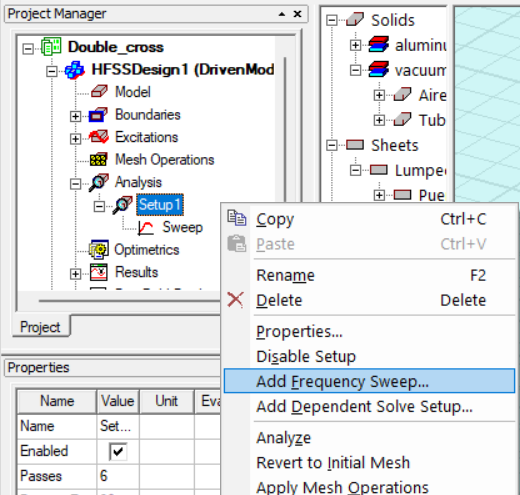 Project Manager
Double_cross
HFSSDesign1 (DrivenMod
Model
Boundaries
Excitations
Mesh Operations
Analysis
Setup1
Sweep
Optimetrics
Results
Project
Solids
aluminu
vacuum
Aire
Tub
Sheets
Lumpe
Pue
Copy Ctrl+C
Paste Ctrl+V
Rename F2
Delete Delete
Properties...
Disable Setup
Add Frequency Sweep...
Add Dependent Solve Setup...
Analyze
Revert to Initial Mesh
Apply Mesh Operations
Properties
Name Value Unit Eva
Name Set...
Enabled
Passes 6